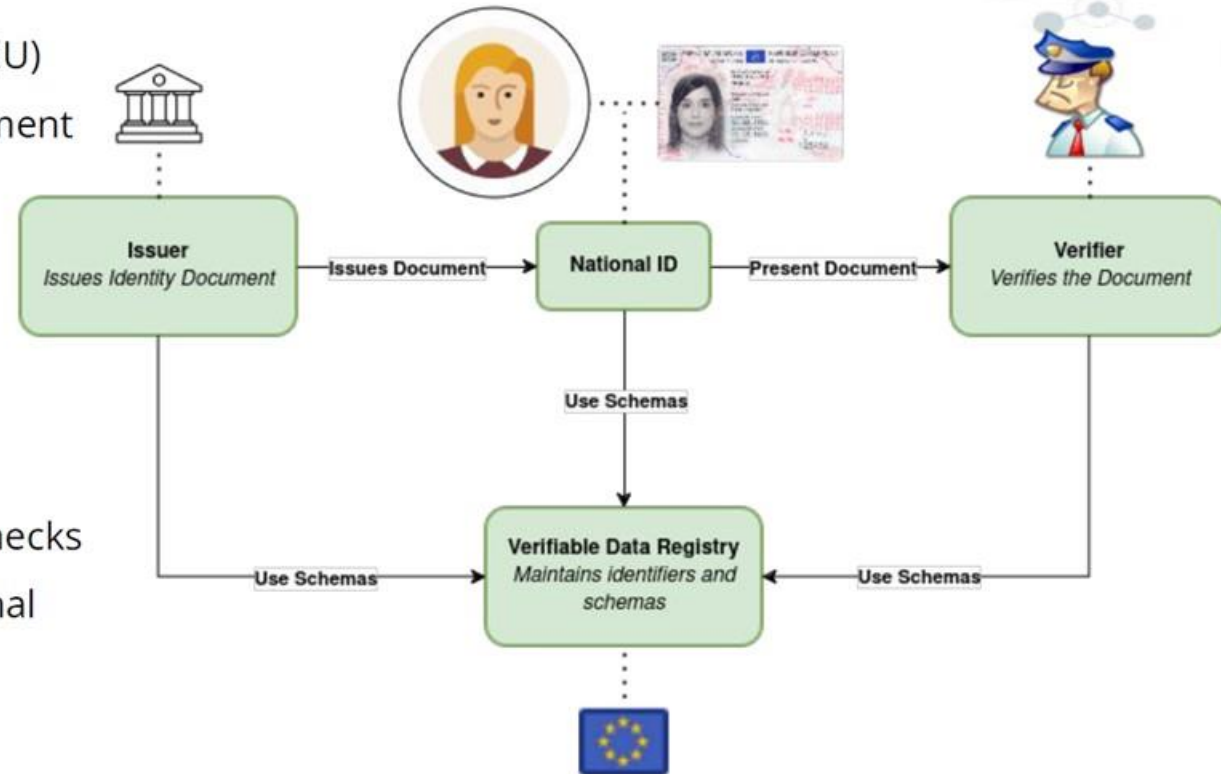 U)
nent
Issuer
Issues Identity Document
Issues Document
National ID
Present Document
Verifier
Verifies the Document
Use Schemas
necks
nal
Verifiable Data Registry
Maintains identifiers and
schemas
Use Schemas
Use Schemas